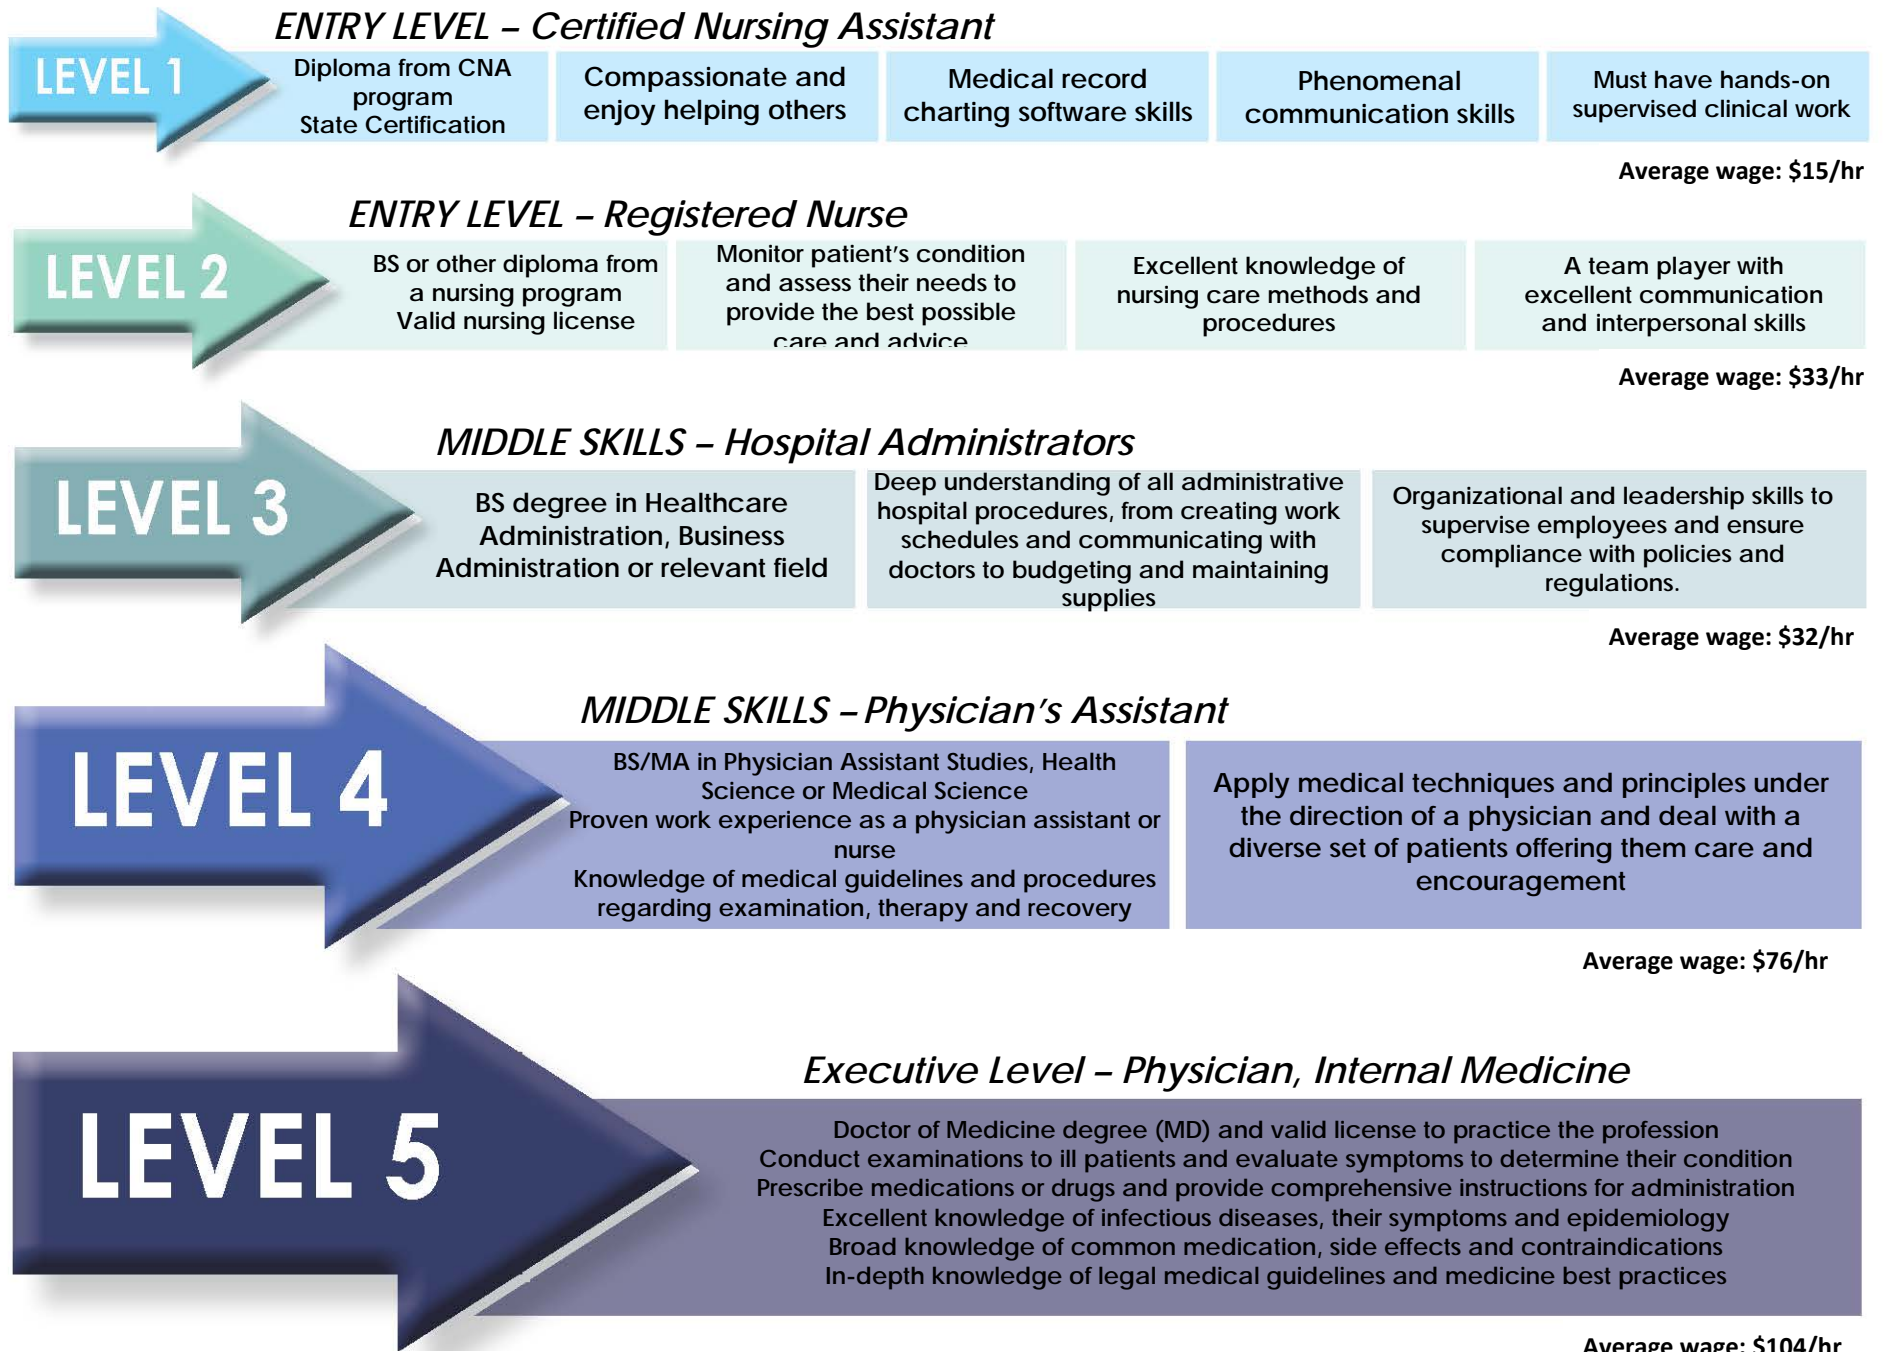 ENTRY LEVEL – Certified Nursing Assistant
LEVEL 1
Diploma from CNA
program
State Certification
Compassionate and
enjoy helping others
Medical record
charting software skills
Phenomenal
communication skills
Must have hands-on
supervised clinical work
Average wage: $15/hr
ENTRY LEVEL – Registered Nurse
LEVEL 2
BS or other diploma from
a nursing program
Valid nursing license
Monitor patient's condition
and assess their needs to
provide the best possible
care and advice
Excellent knowledge of
nursing care methods and
procedures
A team player with
excellent communication
and interpersonal skills
Average wage: $33/hr
MIDDLE SKILLS – Hospital Administrators
LEVEL 3
BS degree in Healthcare
Administration, Business
Administration or relevant field
Deep understanding of all administrative
hospital procedures, from creating work
schedules and communicating with
doctors to budgeting and maintaining
supplies
Organizational and leadership skills to
supervise employees and ensure
compliance with policies and
regulations.
Average wage: $32/hr
MIDDLE SKILLS – Physician's Assistant
LEVEL 4
BS/MA in Physician Assistant Studies, Health
Science or Medical Science
Proven work experience as a physician assistant or
nurse
Knowledge of medical guidelines and procedures
regarding examination, therapy and recovery
Apply medical techniques and principles under
the direction of a physician and deal with a
diverse set of patients offering them care and
encouragement
Average wage: $76/hr
Executive Level – Physician, Internal Medicine
LEVEL 5
Doctor of Medicine degree (MD) and valid license to practice the profession
Conduct examinations to ill patients and evaluate symptoms to determine their condition
Prescribe medications or drugs and provide comprehensive instructions for administration
Excellent knowledge of infectious diseases, their symptoms and epidemiology
Broad knowledge of common medication, side effects and contraindications
In-depth knowledge of legal medical guidelines and medicine best practices
Average wage: $104/hr